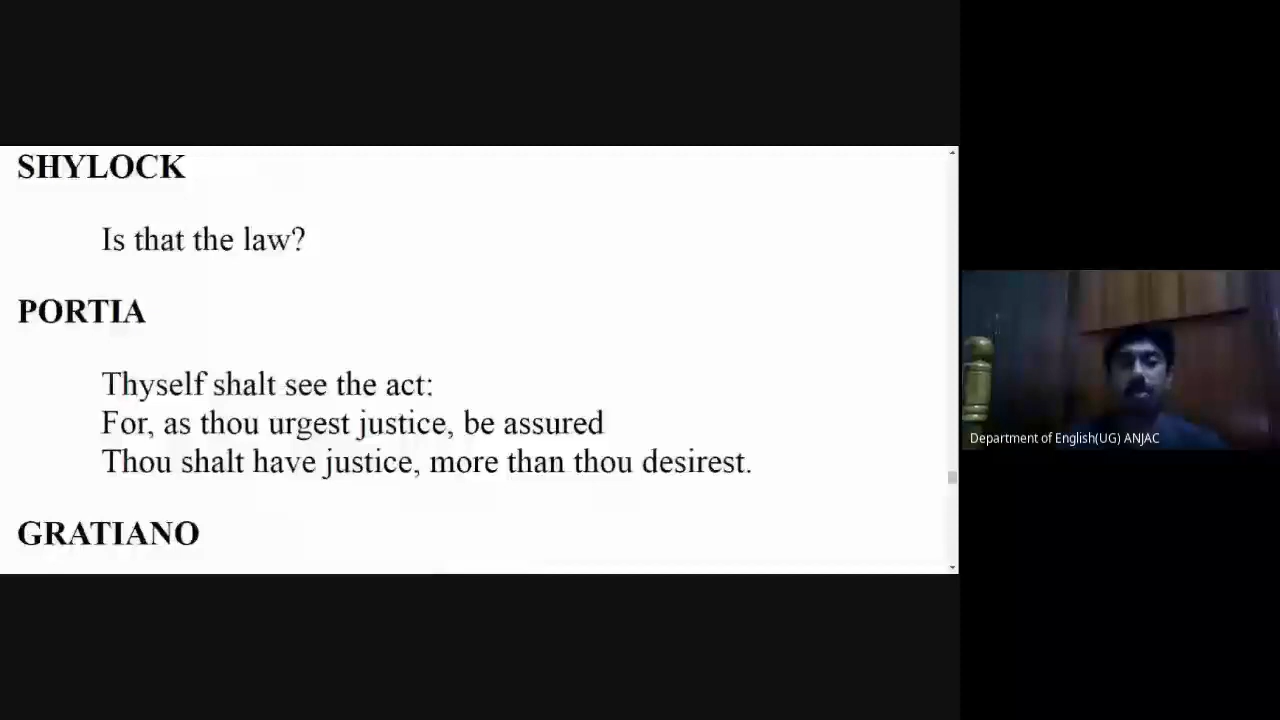 SHYLOCK
Is that the law?
PORTIA
Thyself shalt see the act:
For, as thou urgest justice, be assured
Thou shalt have justice, more than thou desirest.
GRATIANO
Department of English(UG) ANJAC